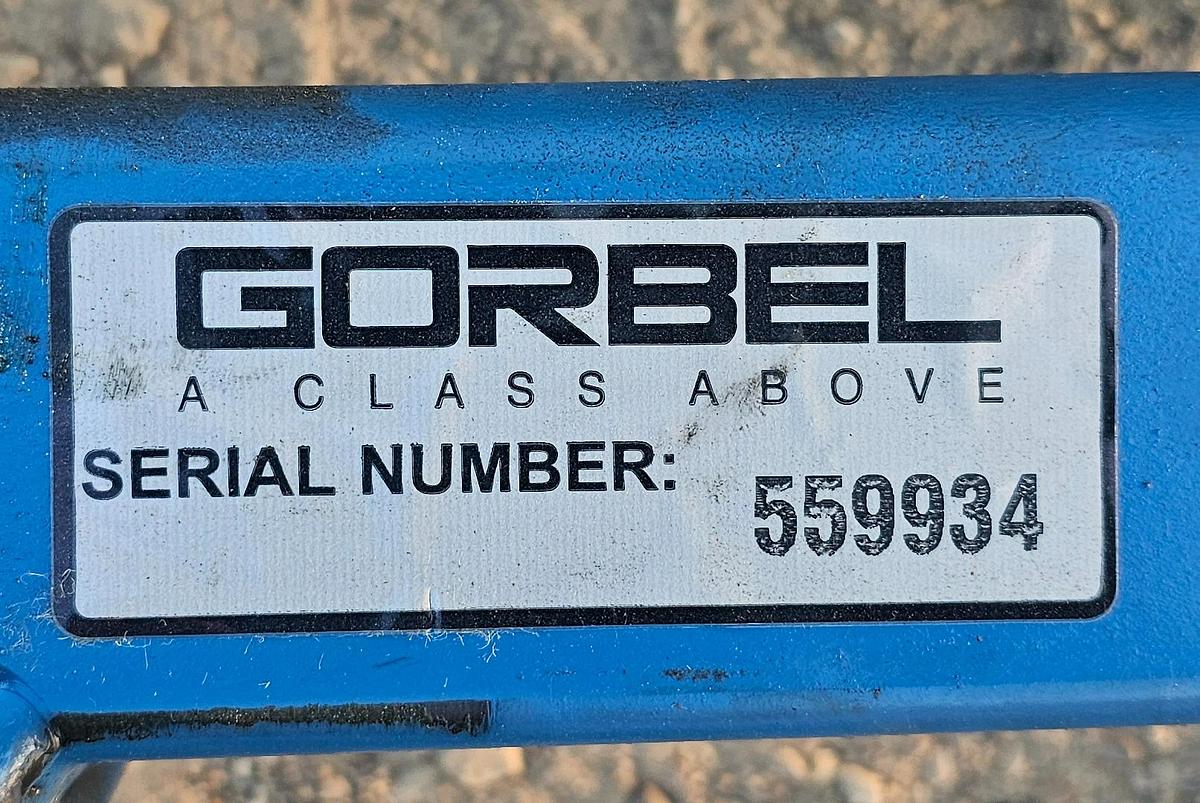 GORBEL
A CLASS ABOVE
SERIAL NUMBER:
559934